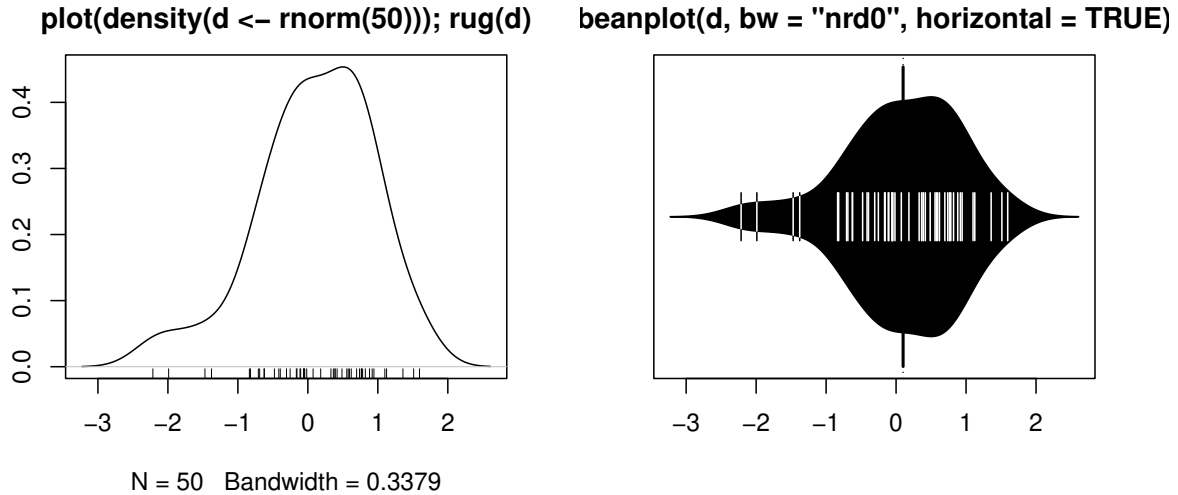 plot(density(d <- rnorm(50))); rug(d)
0.4
0.3
0.2
0.1
0.0
−3 −2 −1 0 1 2
N = 50 Bandwidth = 0.3379
beanplot(d, bw = "nrd0", horizontal = TRUE)
−3 −2 −1 0 1 2